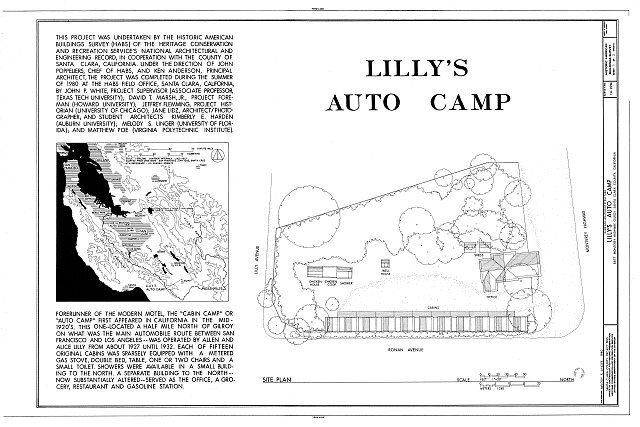 THIS PROJECT WAS UNDERTAKEN BY THE HISTORIC AMERICAN
BUILDINGS SURVEY (HABS) OF THE HERITAGE CONSERVATION
AND RECREATION SERVICE'S NATIONAL ARCHITECTURAL AND
ENGINEERING RECORD, IN COOPERATION WITH THE COUNTY OF
SANTA CLARA, CALIFORNIA. UNDER THE DIRECTION OF JOHN
POPPELIERS, CHIEF OF HABS, AND KEN ANDERSON, PRINCIPAL
ARCHITECT, THE PROJECT WAS COMPLETED DURING THE SUMMER
OF 1980 AT THE HABS FIELD OFFICE, SANTA CLARA, CALIFORNIA,
BY JOHN P. WHITE, PROJECT SUPERVISOR (ASSOCIATE PROFESSOR,
TEXAS TECH UNIVERSITY); DAVID T. MARSH, JR., PROJECT FORE-
MAN (HOWARD UNIVERSITY); JEFFREY FLEMMING, PROJECT HIST-
ORIAN (UNIVERSITY OF CHICAGO); JANE LIDZ, ARCHITECT/PHOTO-
GRAPHER; AND STUDENT ARCHITECTS KIMBERLY E. HARDEN
(AUBURN UNIVERSITY), MELODY S. LINGER (UNIVERSITY OF FLOR-
IDA); AND MATTHEW POE (VIRGINIA POLYTECHNIC INSTITUTE).
LILLY'S
AUTO CAMP
FORERUNNER OF THE MODERN MOTEL, THE "CABIN CAMP" OR
"AUTO CAMP" FIRST APPEARED IN CALIFORNIA IN THE MID-
1920'S. THIS ONE-LOCATED A HALF MILE NORTH OF GILROY
ON WHAT WAS THE MAIN AUTOMOBILE ROUTE BETWEEN SAN
FRANCISCO AND LOS ANGELES--WAS OPERATED BY ALLEN AND
ALICE LILLY FROM ABOUT 1927 UNTIL 1932. EACH OF FIFTEEN
ORIGINAL CABINS WAS SPARSELY EQUIPPED WITH A METERED
GAS STOVE, DOUBLE BED, TABLE, ONE OR TWO CHAIRS AND A
SMALL TOILET. SHOWERS WERE AVAILABLE IN A SMALL BUILD-
ING TO THE NORTH. A SEPARATE BUILDING TO THE NORTH--
NOW SUBSTANTIALLY ALTERED--SERVED AS THE OFFICE, A GRO-
CERY, RESTAURANT AND GASOLINE STATION.
LILLY AVENUE
MONTEREY HIGHWAY
SHEDS
WELL
HOUSE
CHICKEN
HOUSE
SHOWER
OFFICE
CABINS
RONAN AVENUE
SITE PLAN
SCALE
METERS
NORTH
LILLY'S AUTO CAMP